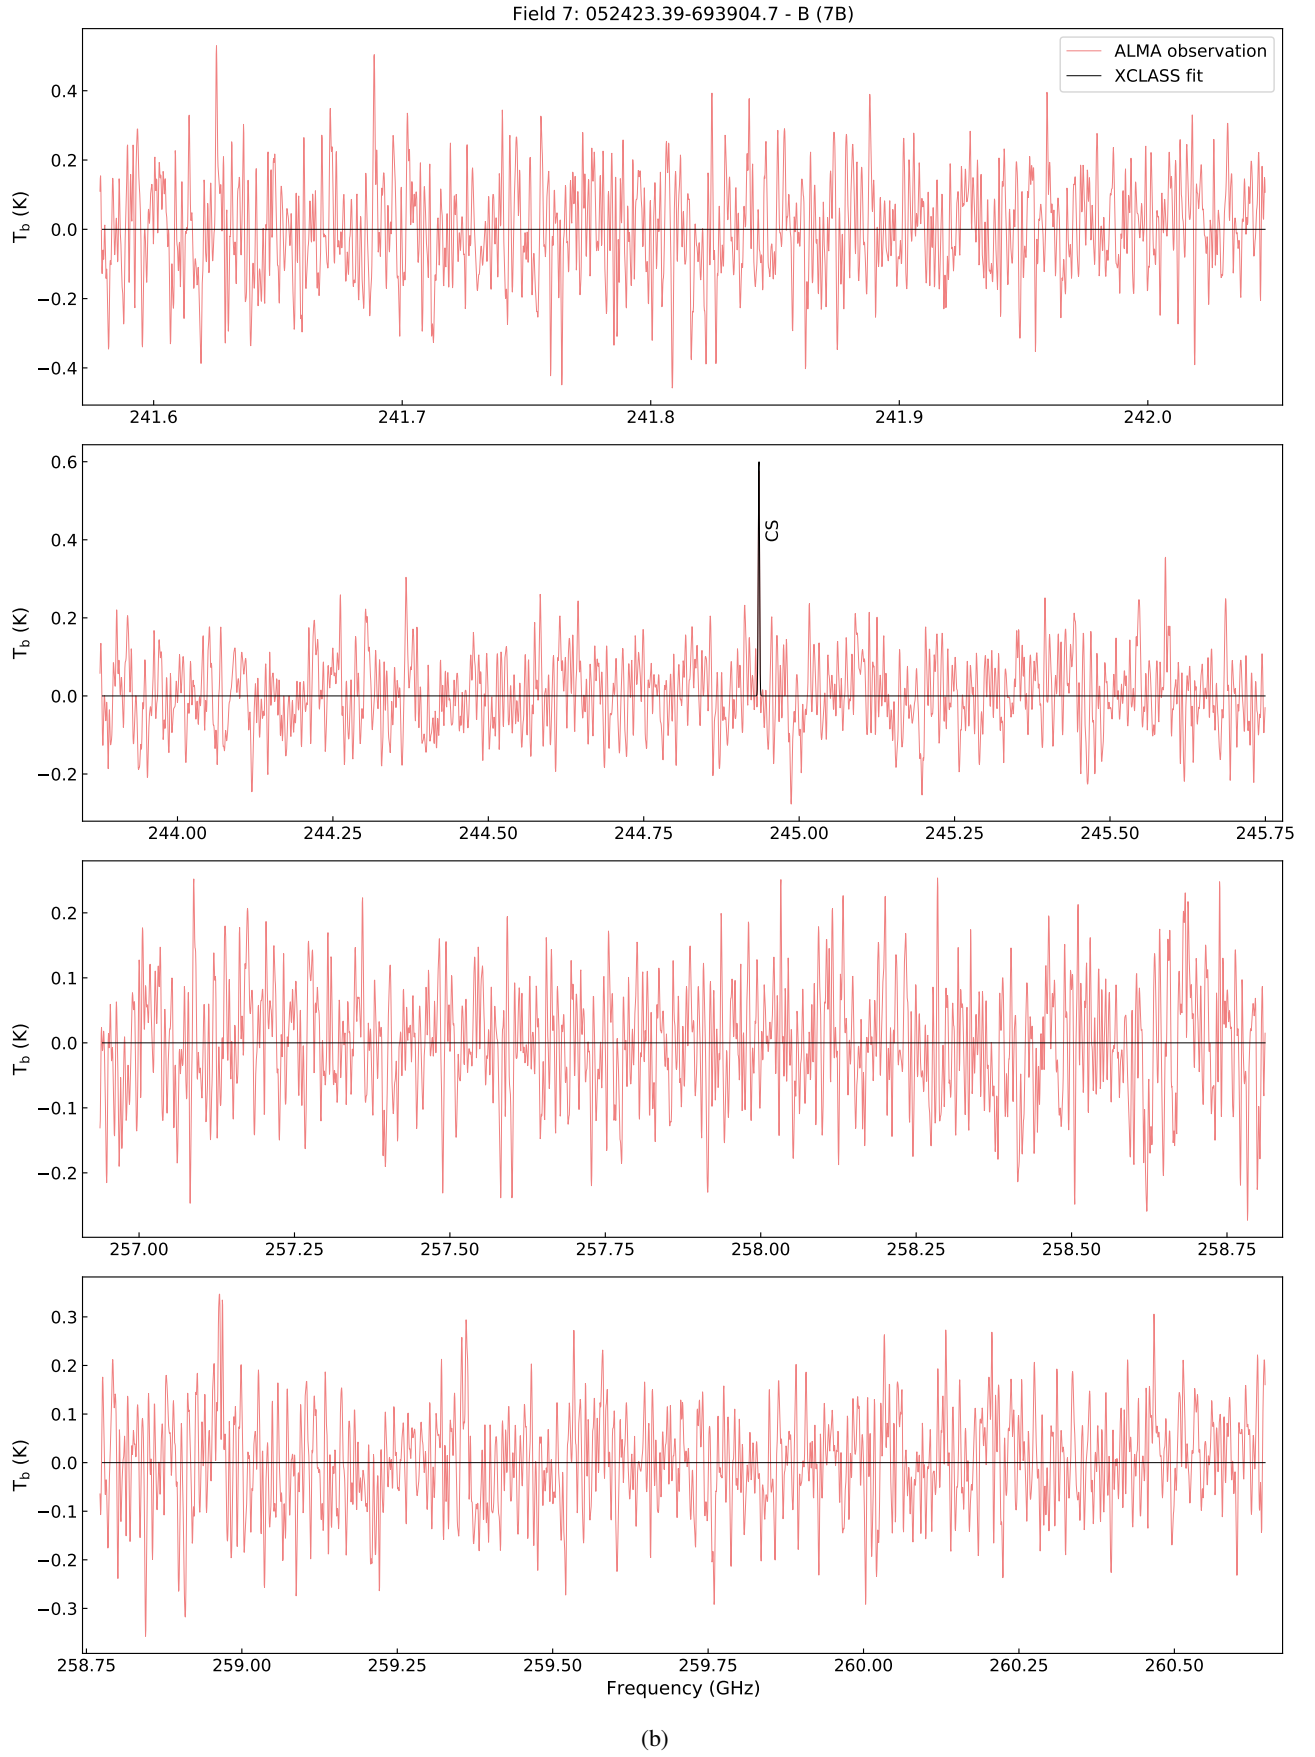 Field 7: 052423.39-693904.7 - B (7B)
ALMA observation
XCLASS fit
T_b (K)
0.4
0.2
0.0
−0.2
−0.4
241.6 241.7 241.8 241.9 242.0
T_b (K)
0.6
0.4
0.2
0.0
−0.2
CS
244.00 244.25 244.50 244.75 245.00 245.25 245.50 245.75
T_b (K)
0.2
0.1
0.0
−0.1
−0.2
257.00 257.25 257.50 257.75 258.00 258.25 258.50 258.75
T_b (K)
0.3
0.2
0.1
0.0
−0.1
−0.2
−0.3
258.75 259.00 259.25 259.50 259.75 260.00 260.25 260.50
Frequency (GHz)
(b)